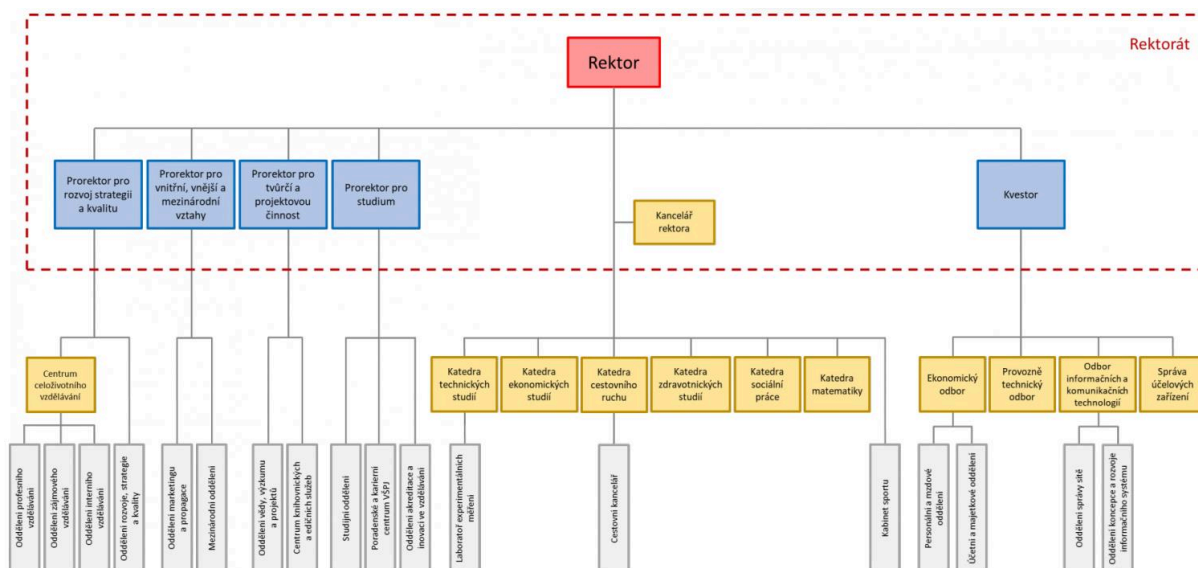 Rektorát
Rektor
Prorektor pro
rozvoj strategii
a kvalitu
Prorektor pro
vnitřní, vnější a
mezinárodní
vztahy
Prorektor pro
tvůrčí a
projektovou
činnost
Prorektor pro
studium
Kancelář
rektora
Kvestor
Centrum
celoživotního
vzdělávání
Katedra
technických
studií
Katedra
ekonomických
studií
Katedra
cestovního
ruchu
Katedra
zdravotnických
studií
Katedra
sociální
práce
Katedra
matematiky
Ekonomický
odbor
Provozně
technický
odbor
Odbor
informačních a
komunikačních
technologií
Správa
účelových
zařízení
Oddělení profesního
vzdělávání
Oddělení zájmového
vzdělávání
Oddělení interního
vzdělávání
Oddělení rozvoje, strategie
a kvality
Oddělení marketingu
a propagace
Mezinárodní oddělení
Oddělení vědy, výzkumu a
projektů
Centrum knihovnických
a edičních služeb
Studijní oddělení
Poradenské a karierní
centrum VŠPJ
Oddělení akreditace a
inovací ve vzdělávání
Laboratoř experimentálních
měření
Cestovní kancelář
Kabinet sportu
Personální a mzdové
oddělení
Účetní a majetkové oddělení
Oddělení správy sítě
Oddělení koncepce a rozvoje
informačního systému